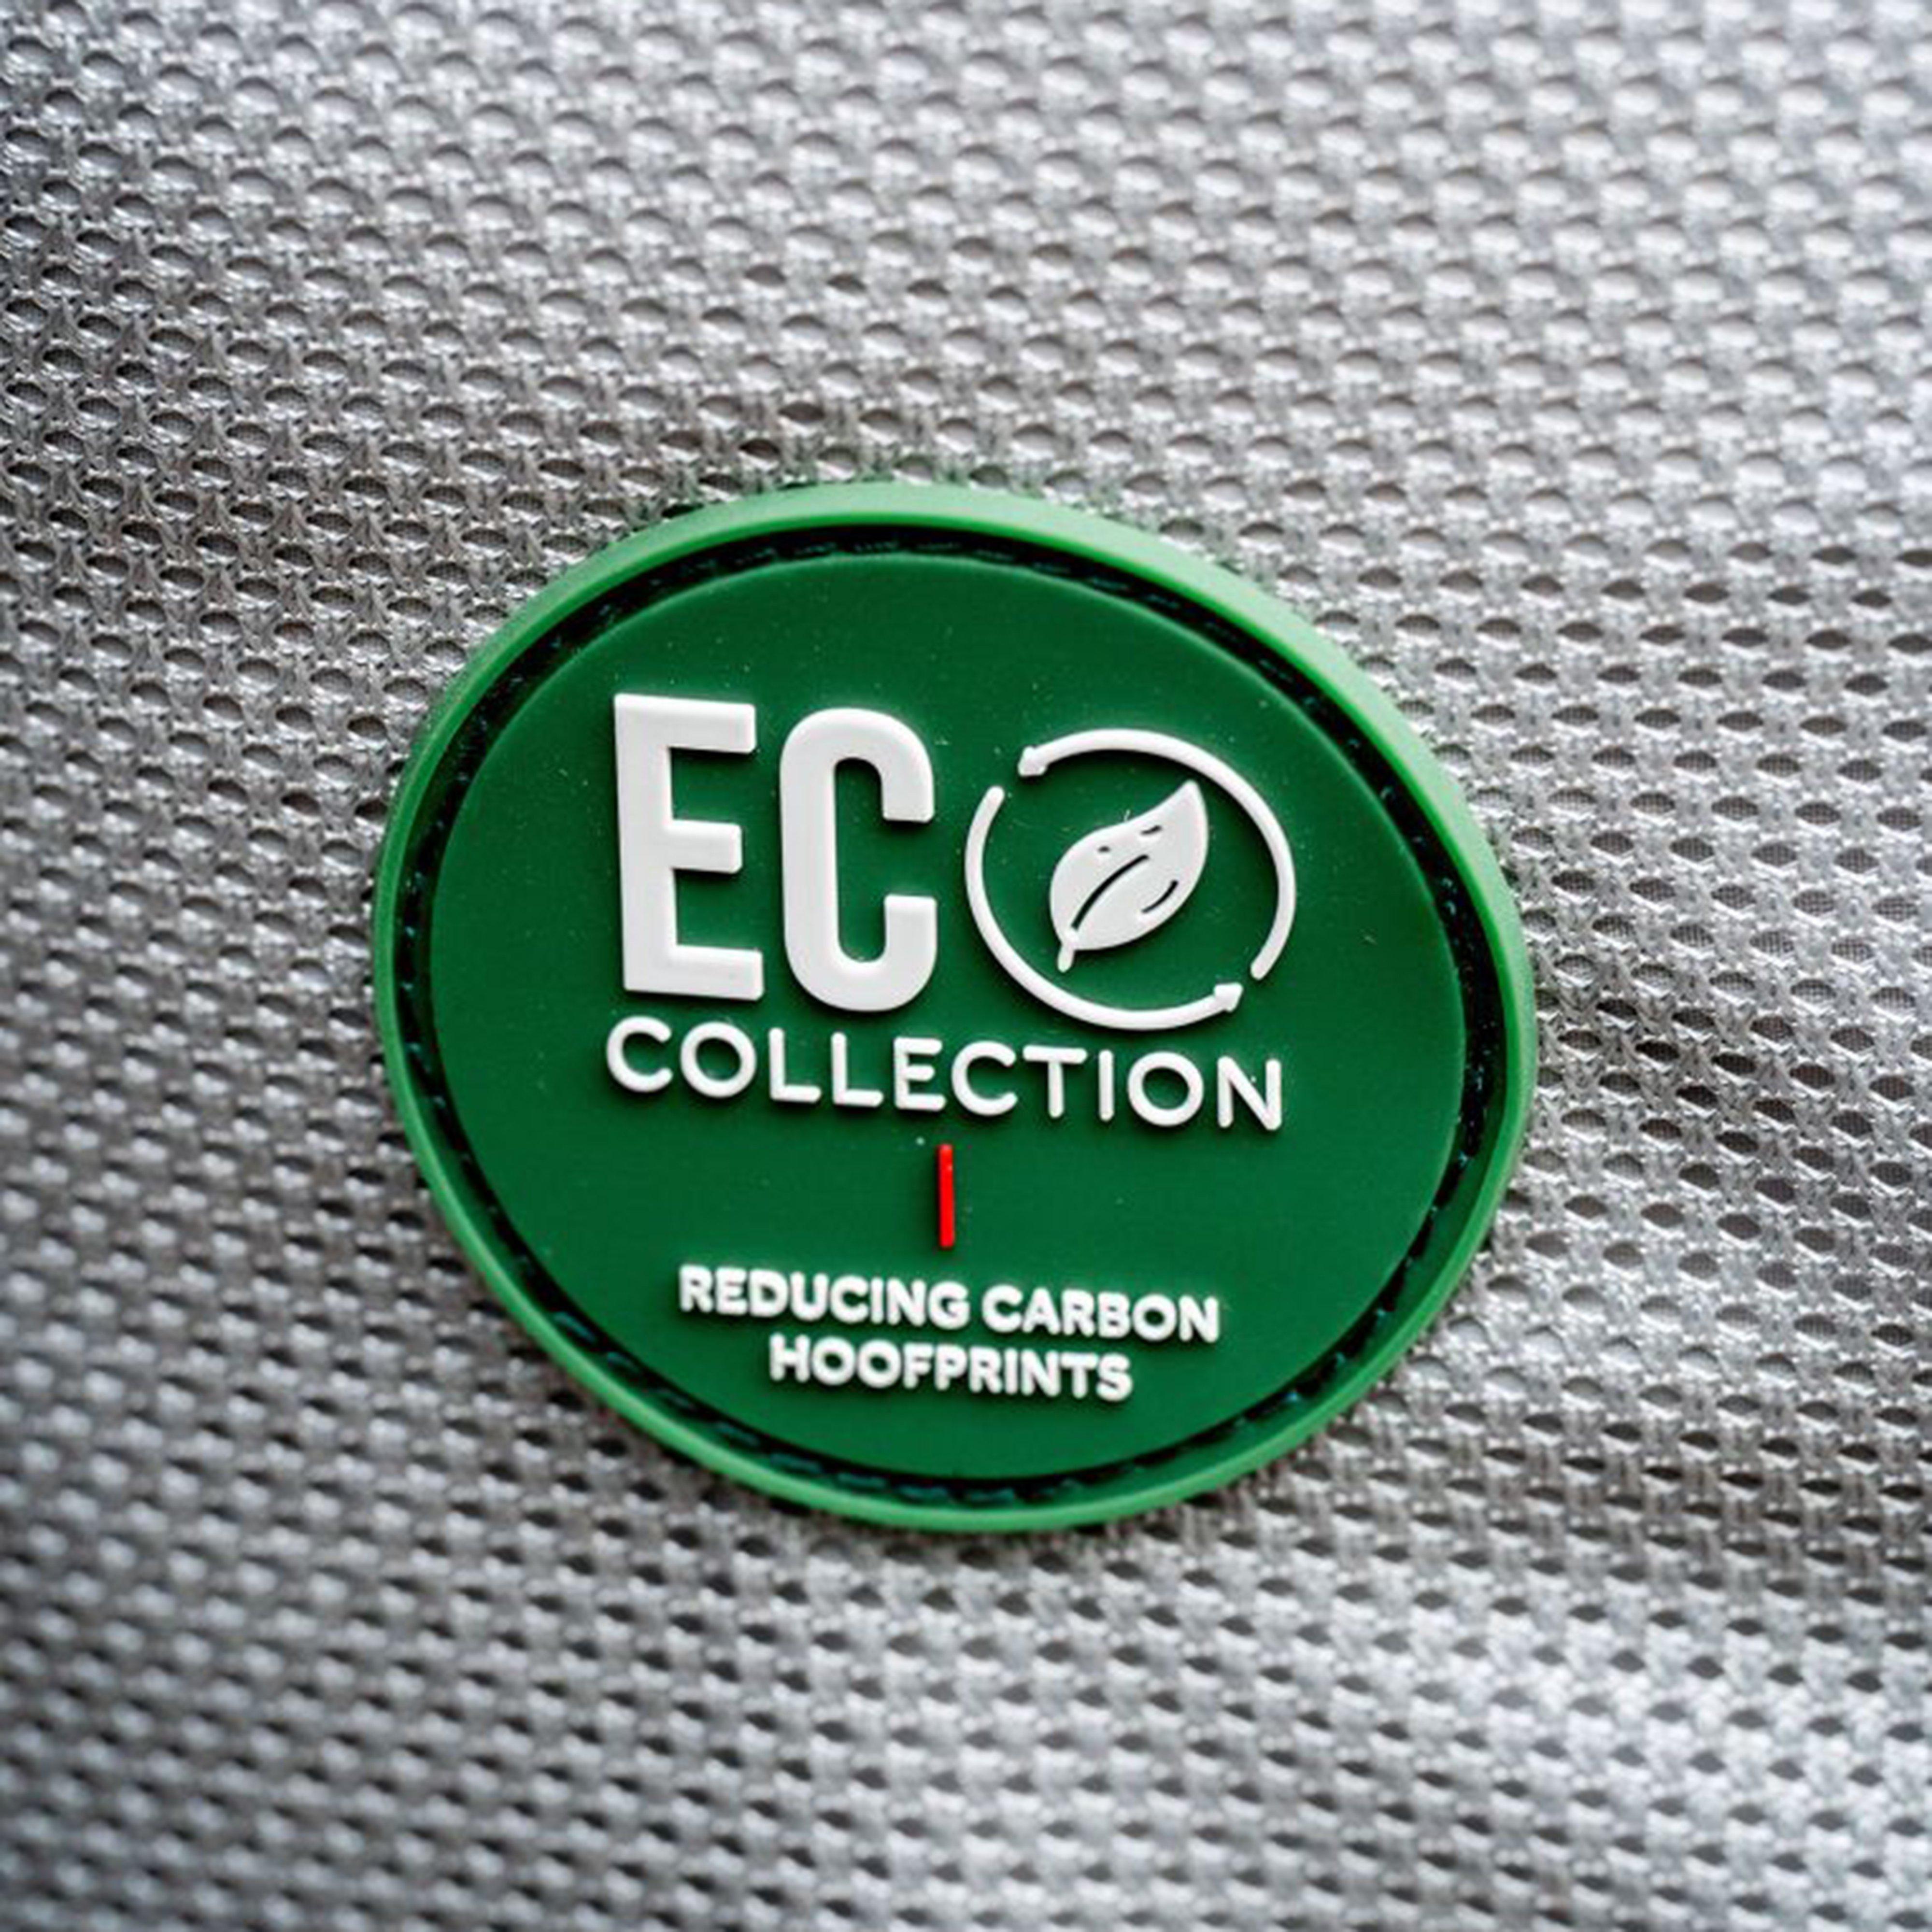 ECO
COLLECTION
REDUCING CARBON
HOOFPRINTS